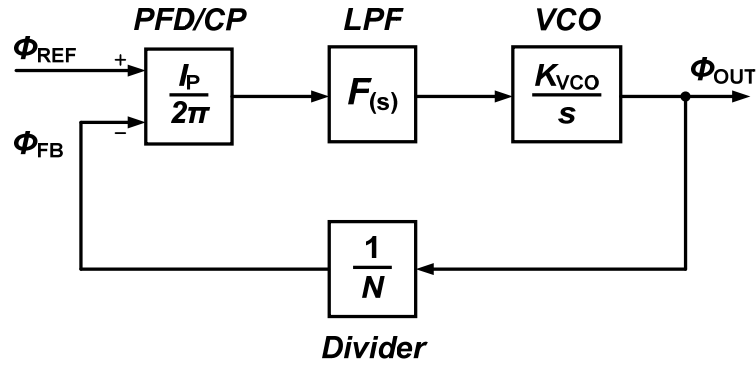 PFD/CP
LPF
VCO
ΦREF
+
IP
2π
F(s)
KVCO
s
ΦOUT
ΦFB
−
1
N
Divider